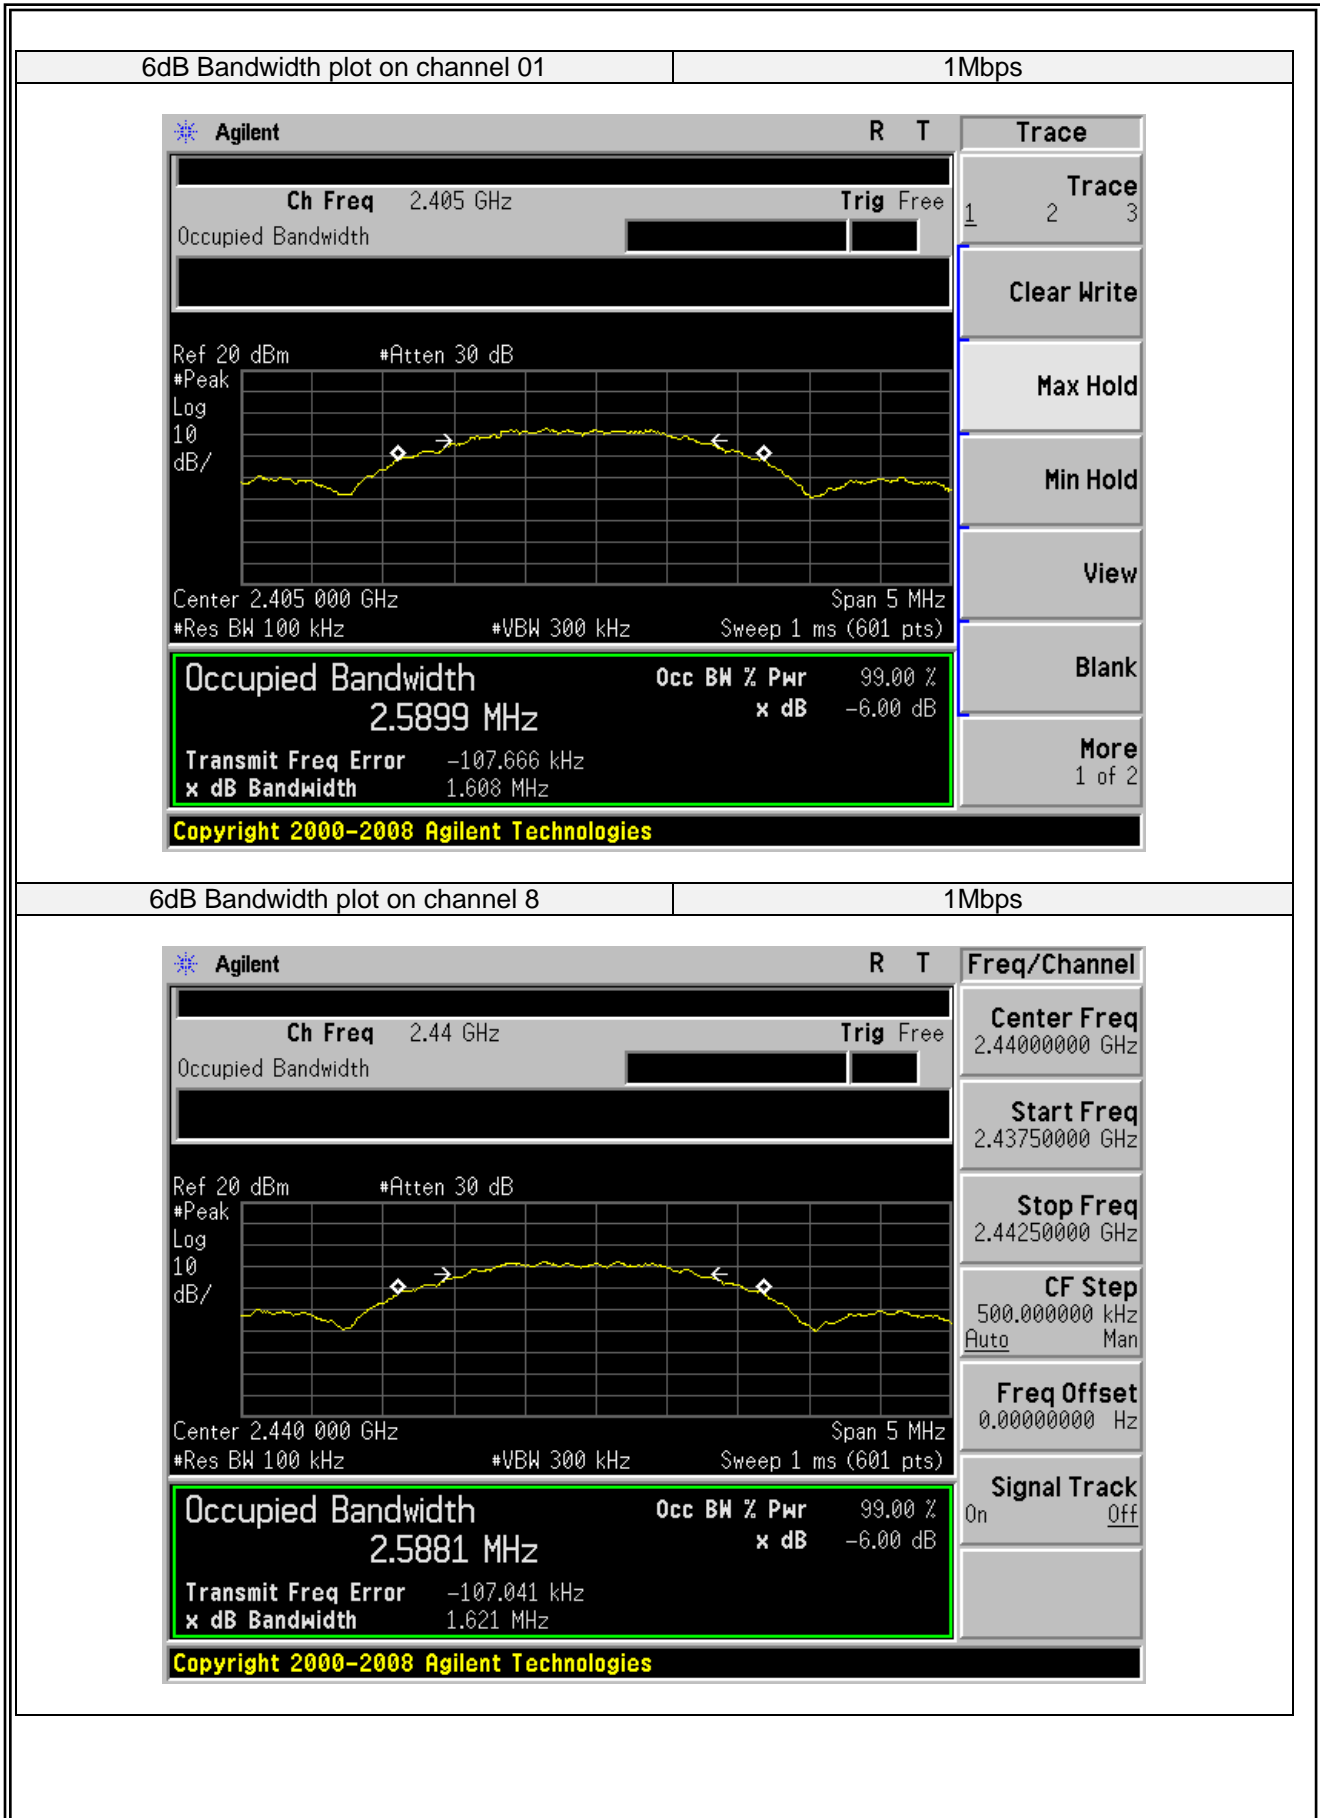 6dB Bandwidth plot on channel 01 1Mbps
Agilent R T Trace
Ch Freq 2.405 GHz Trig Free
Occupied Bandwidth
Trace
1 2 3
Clear Write
Max Hold
Min Hold
View
Blank
More
1 of 2
Ref 20 dBm #Atten 30 dB
#Peak
Log
10
dB/
Center 2.405 000 GHz Span 5 MHz
#Res BW 100 kHz #VBW 300 kHz Sweep 1 ms (601 pts)
Occupied Bandwidth Occ BW % Pwr 99.00 %
2.5899 MHz x dB -6.00 dB
Transmit Freq Error -107.666 kHz
x dB Bandwidth 1.608 MHz
Copyright 2000-2008 Agilent Technologies
6dB Bandwidth plot on channel 8 1Mbps
Agilent R T Freq/Channel
Ch Freq 2.44 GHz Trig Free
Occupied Bandwidth
Center Freq
2.44000000 GHz
Start Freq
2.43750000 GHz
Stop Freq
2.44250000 GHz
CF Step
500.000000 kHz
Auto Man
Freq Offset
0.00000000 Hz
Signal Track
On Off
Ref 20 dBm #Atten 30 dB
#Peak
Log
10
dB/
Center 2.440 000 GHz Span 5 MHz
#Res BW 100 kHz #VBW 300 kHz Sweep 1 ms (601 pts)
Occupied Bandwidth Occ BW % Pwr 99.00 %
2.5881 MHz x dB -6.00 dB
Transmit Freq Error -107.041 kHz
x dB Bandwidth 1.621 MHz
Copyright 2000-2008 Agilent Technologies